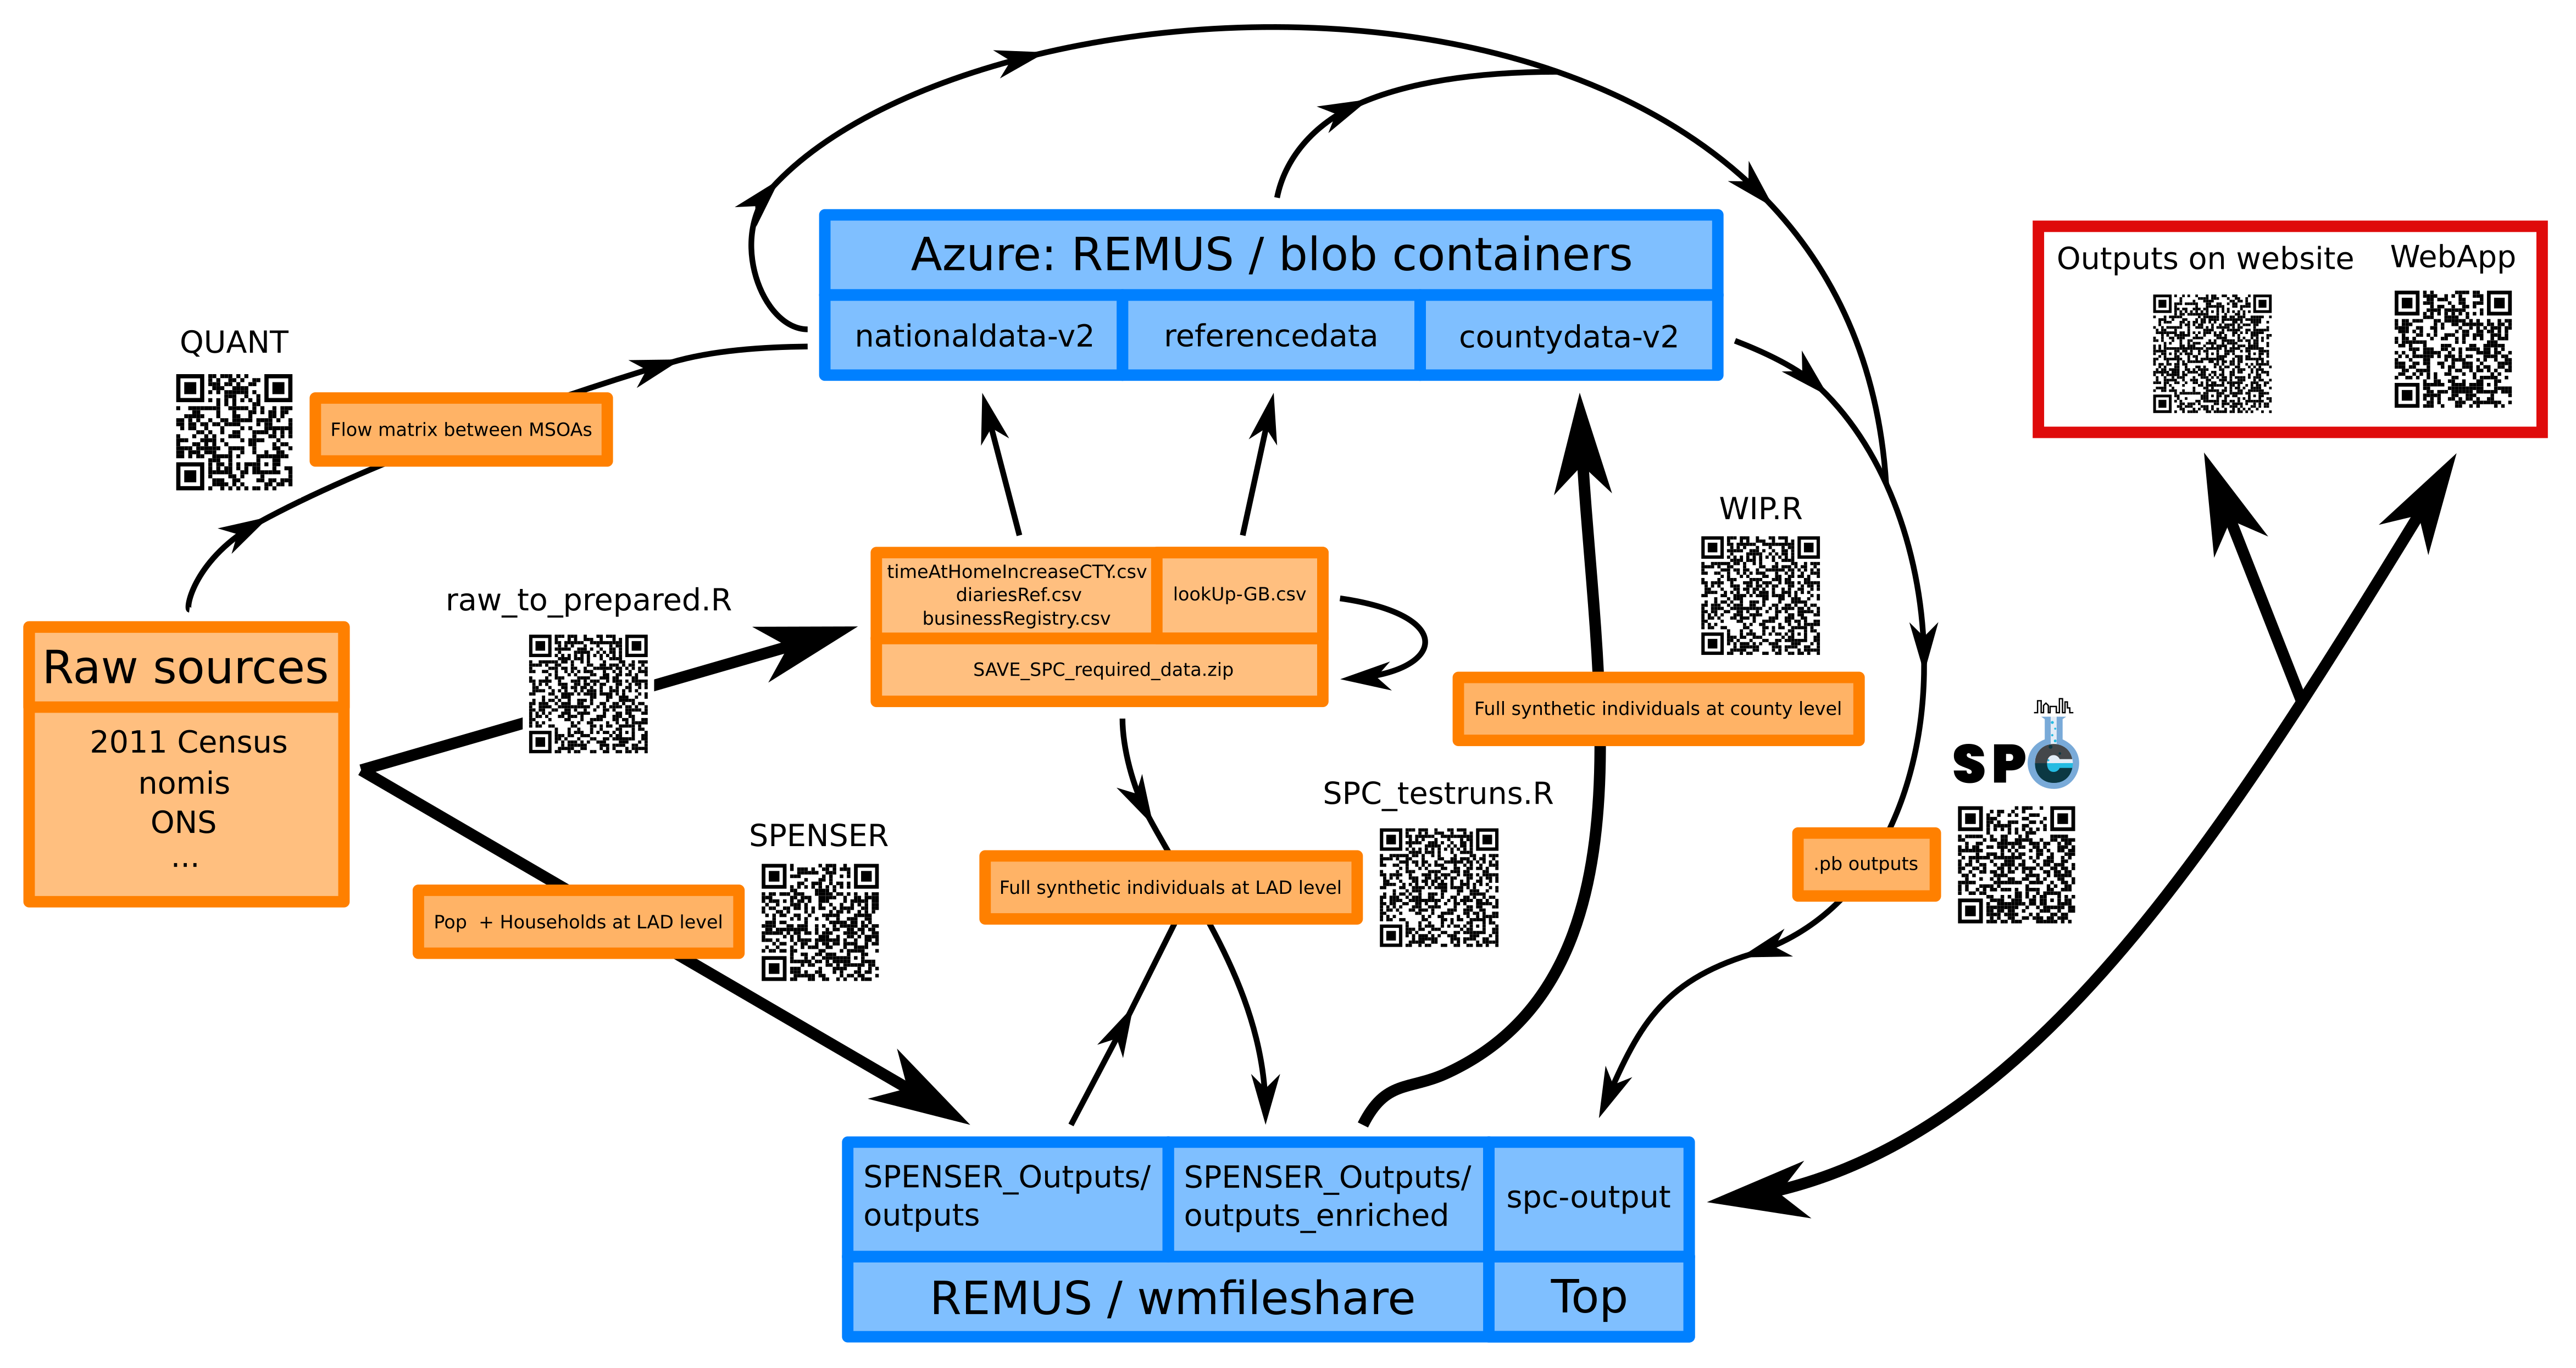 Azure: REMUS / blob containers
nationaldata-v2
referencedata
countydata-v2
Outputs on website
WebApp
QUANT
Flow matrix between MSOAs
WIP.R
raw_to_prepared.R
timeAtHomeIncreaseCTY.csv
diariesRef.csv
businessRegistry.csv
lookUp-GB.csv
SAVE_SPC_required_data.zip
Raw sources
2011 Census
nomis
ONS
...
Full synthetic individuals at county level
SPC
SPC_testruns.R
SPENSER
Full synthetic individuals at LAD level
.pb outputs
Pop + Households at LAD level
SPENSER_Outputs/
outputs
SPENSER_Outputs/
outputs_enriched
spc-output
REMUS / wmfileshare
Top